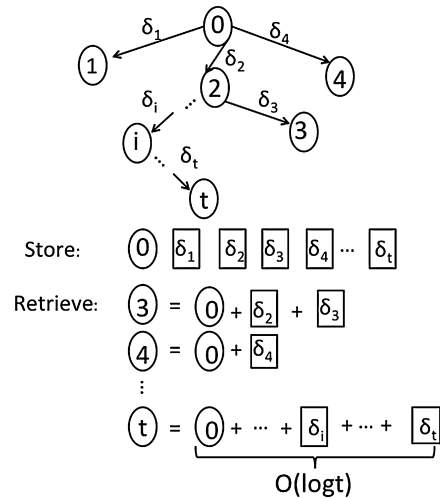 0
δ1 δ2 δ4
1 2 4
δi ... δ3
i 3
... δt
t
Store: 0 δ1 δ2 δ3 δ4 ... δt
Retrieve: 3 = 0 + δ2 + δ3
4 = 0 + δ4
...
t = 0 + ... + δi + ... + δt
O(logt)